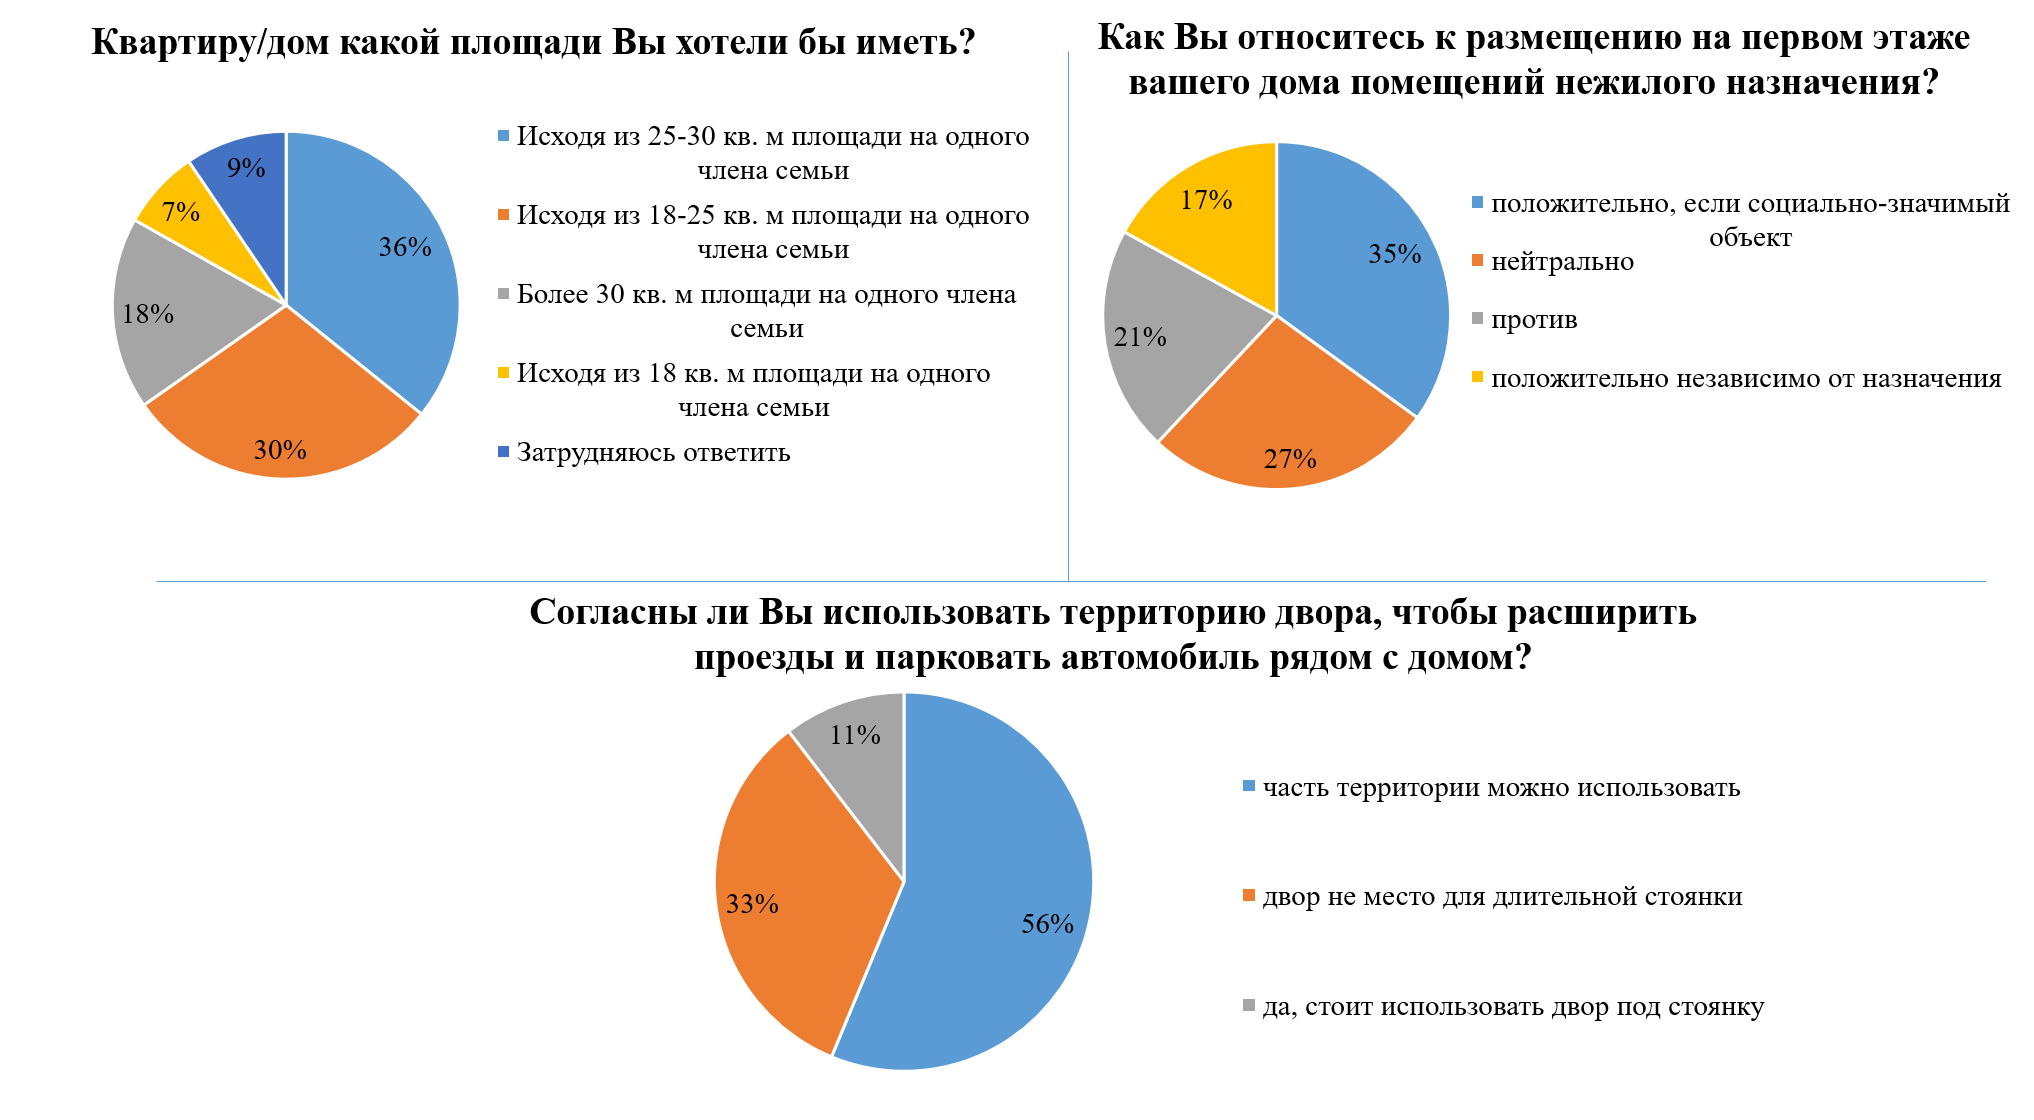 Квартиру/дом какой площади Вы хотели бы иметь?
9%
7%
36%
18%
30%
Исходя из 25-30 кв. м площади на одного
члена семьи
Исходя из 18-25 кв. м площади на одного
члена семьи
Более 30 кв. м площади на одного члена
семьи
Исходя из 18 кв. м площади на одного
члена семьи
Затрудняюсь ответить
Как Вы относитесь к размещению на первом этаже
вашего дома помещений нежилого назначения?
17%
35%
21%
27%
положительно, если социально-значимый
объект
нейтрально
против
положительно независимо от назначения
Согласны ли Вы использовать территорию двора, чтобы расширить
проезды и парковать автомобиль рядом с домом?
11%
33%
56%
часть территории можно использовать
двор не место для длительной стоянки
да, стоит использовать двор под стоянку